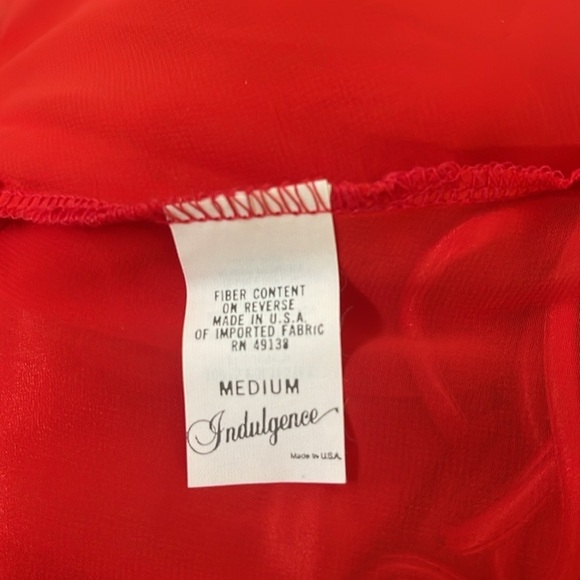 FIBER CONTENT
ON REVERSE
MADE IN U.S.A.
OF IMPORTED FABRIC
RN 49138
MEDIUM
Indulgence
Made In U.S.A.